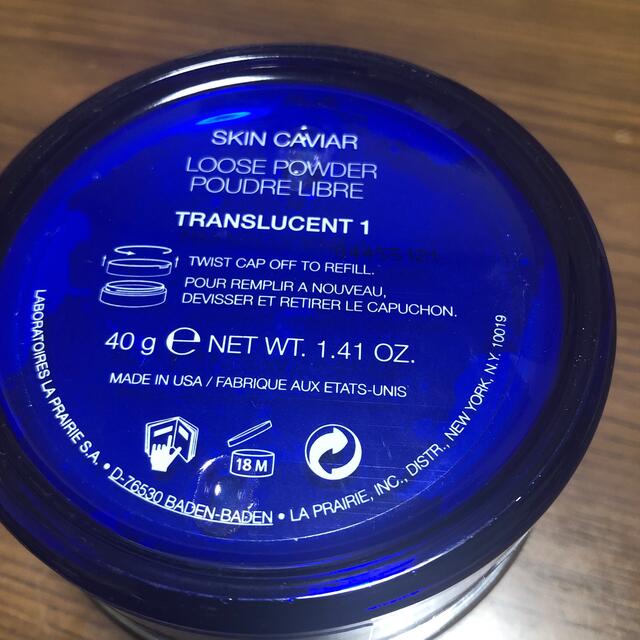 SKIN CAVIAR
LOOSE POWDER
POUDRE LIBRE
TRANSLUCENT 1
TWIST CAP OFF TO REFILL.
POUR REMPLIR A NOUVEAU,
DEVISSER ET RETIRER LE CAPUCHON.
40 g ℮ NET WT. 1.41 OZ.
MADE IN USA / FABRIQUE AUX ETATS-UNIS
18 M
LABORATOIRES LA PRAIRIE S.A. • D-76530 BADEN-BADEN • LA PRAIRIE, INC., DISTR., NEW YORK, N.Y. 10019